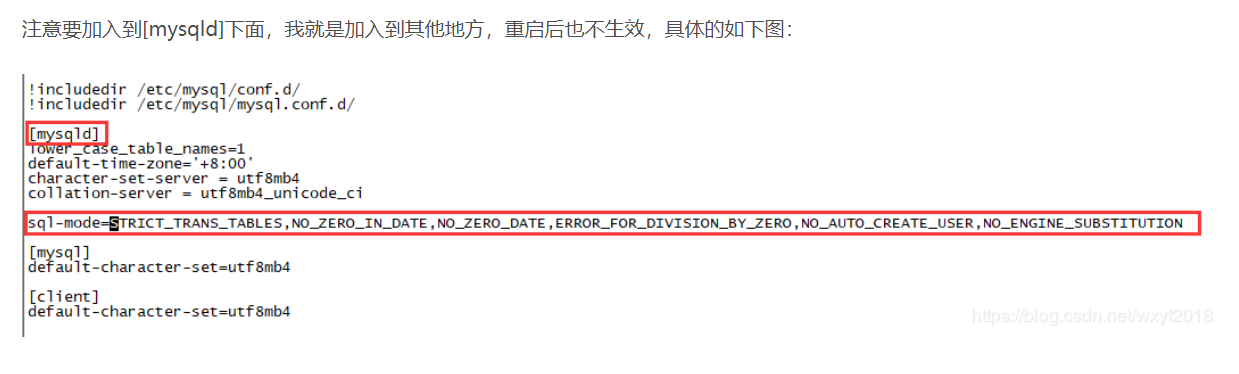 注意要加入到[mysqld]下面，我就是加入到其他地方，重启后也不生效，具体的如下图：
!includedir /etc/mysql/conf.d/
!includedir /etc/mysql/mysql.conf.d/
[mysqld]
lower_case_table_names=1
default-time-zone='+8:00'
character-set-server = utf8mb4
collation-server = utf8mb4_unicode_ci
sql-mode=STRICT_TRANS_TABLES,NO_ZERO_IN_DATE,NO_ZERO_DATE,ERROR_FOR_DIVISION_BY_ZERO,NO_AUTO_CREATE_USER,NO_ENGINE_SUBSTITUTION
[mysql]
default-character-set=utf8mb4
[client]
default-character-set=utf8mb4
https://blog.csdn.net/wxyf2018